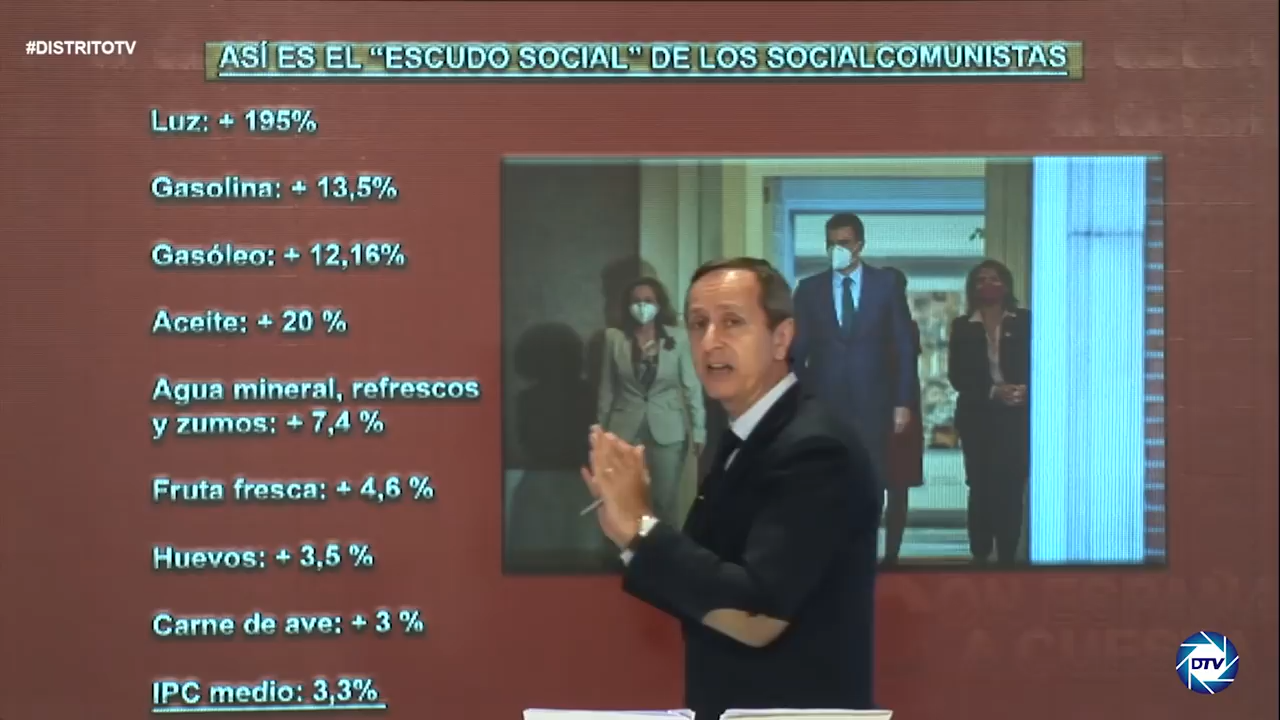 #DISTRITOTV
ASÍ ES EL “ESCUDO SOCIAL” DE LOS SOCIALCOMUNISTAS
Luz: + 195%
Gasolina: + 13,5%
Gasóleo: + 12,16%
Aceite: + 20 %
Agua mineral, refrescos
y zumos: + 7,4 %
Fruta fresca: + 4,6 %
Huevos: + 3,5 %
Carne de ave: + 3 %
IPC medio: 3,3%
DTV